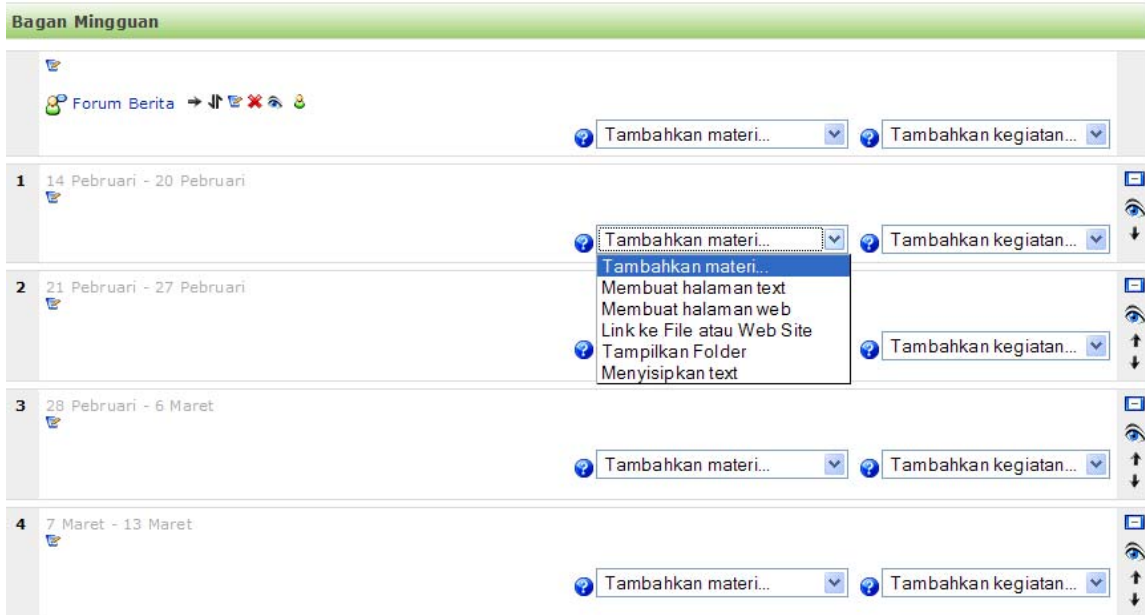 Bagan Mingguan
Forum Berita
Tambahkan materi... Tambahkan kegiatan...
1 14 Pebruari - 20 Pebruari
Tambahkan materi... Tambahkan kegiatan...
Tambahkan materi...
Membuat halaman text
Membuat halaman web
Link ke File atau Web Site
Tampilkan Folder
Menyisipkan text
2 21 Pebruari - 27 Pebruari
Tambahkan kegiatan...
3 28 Pebruari - 6 Maret
Tambahkan materi... Tambahkan kegiatan...
4 7 Maret - 13 Maret
Tambahkan materi... Tambahkan kegiatan...